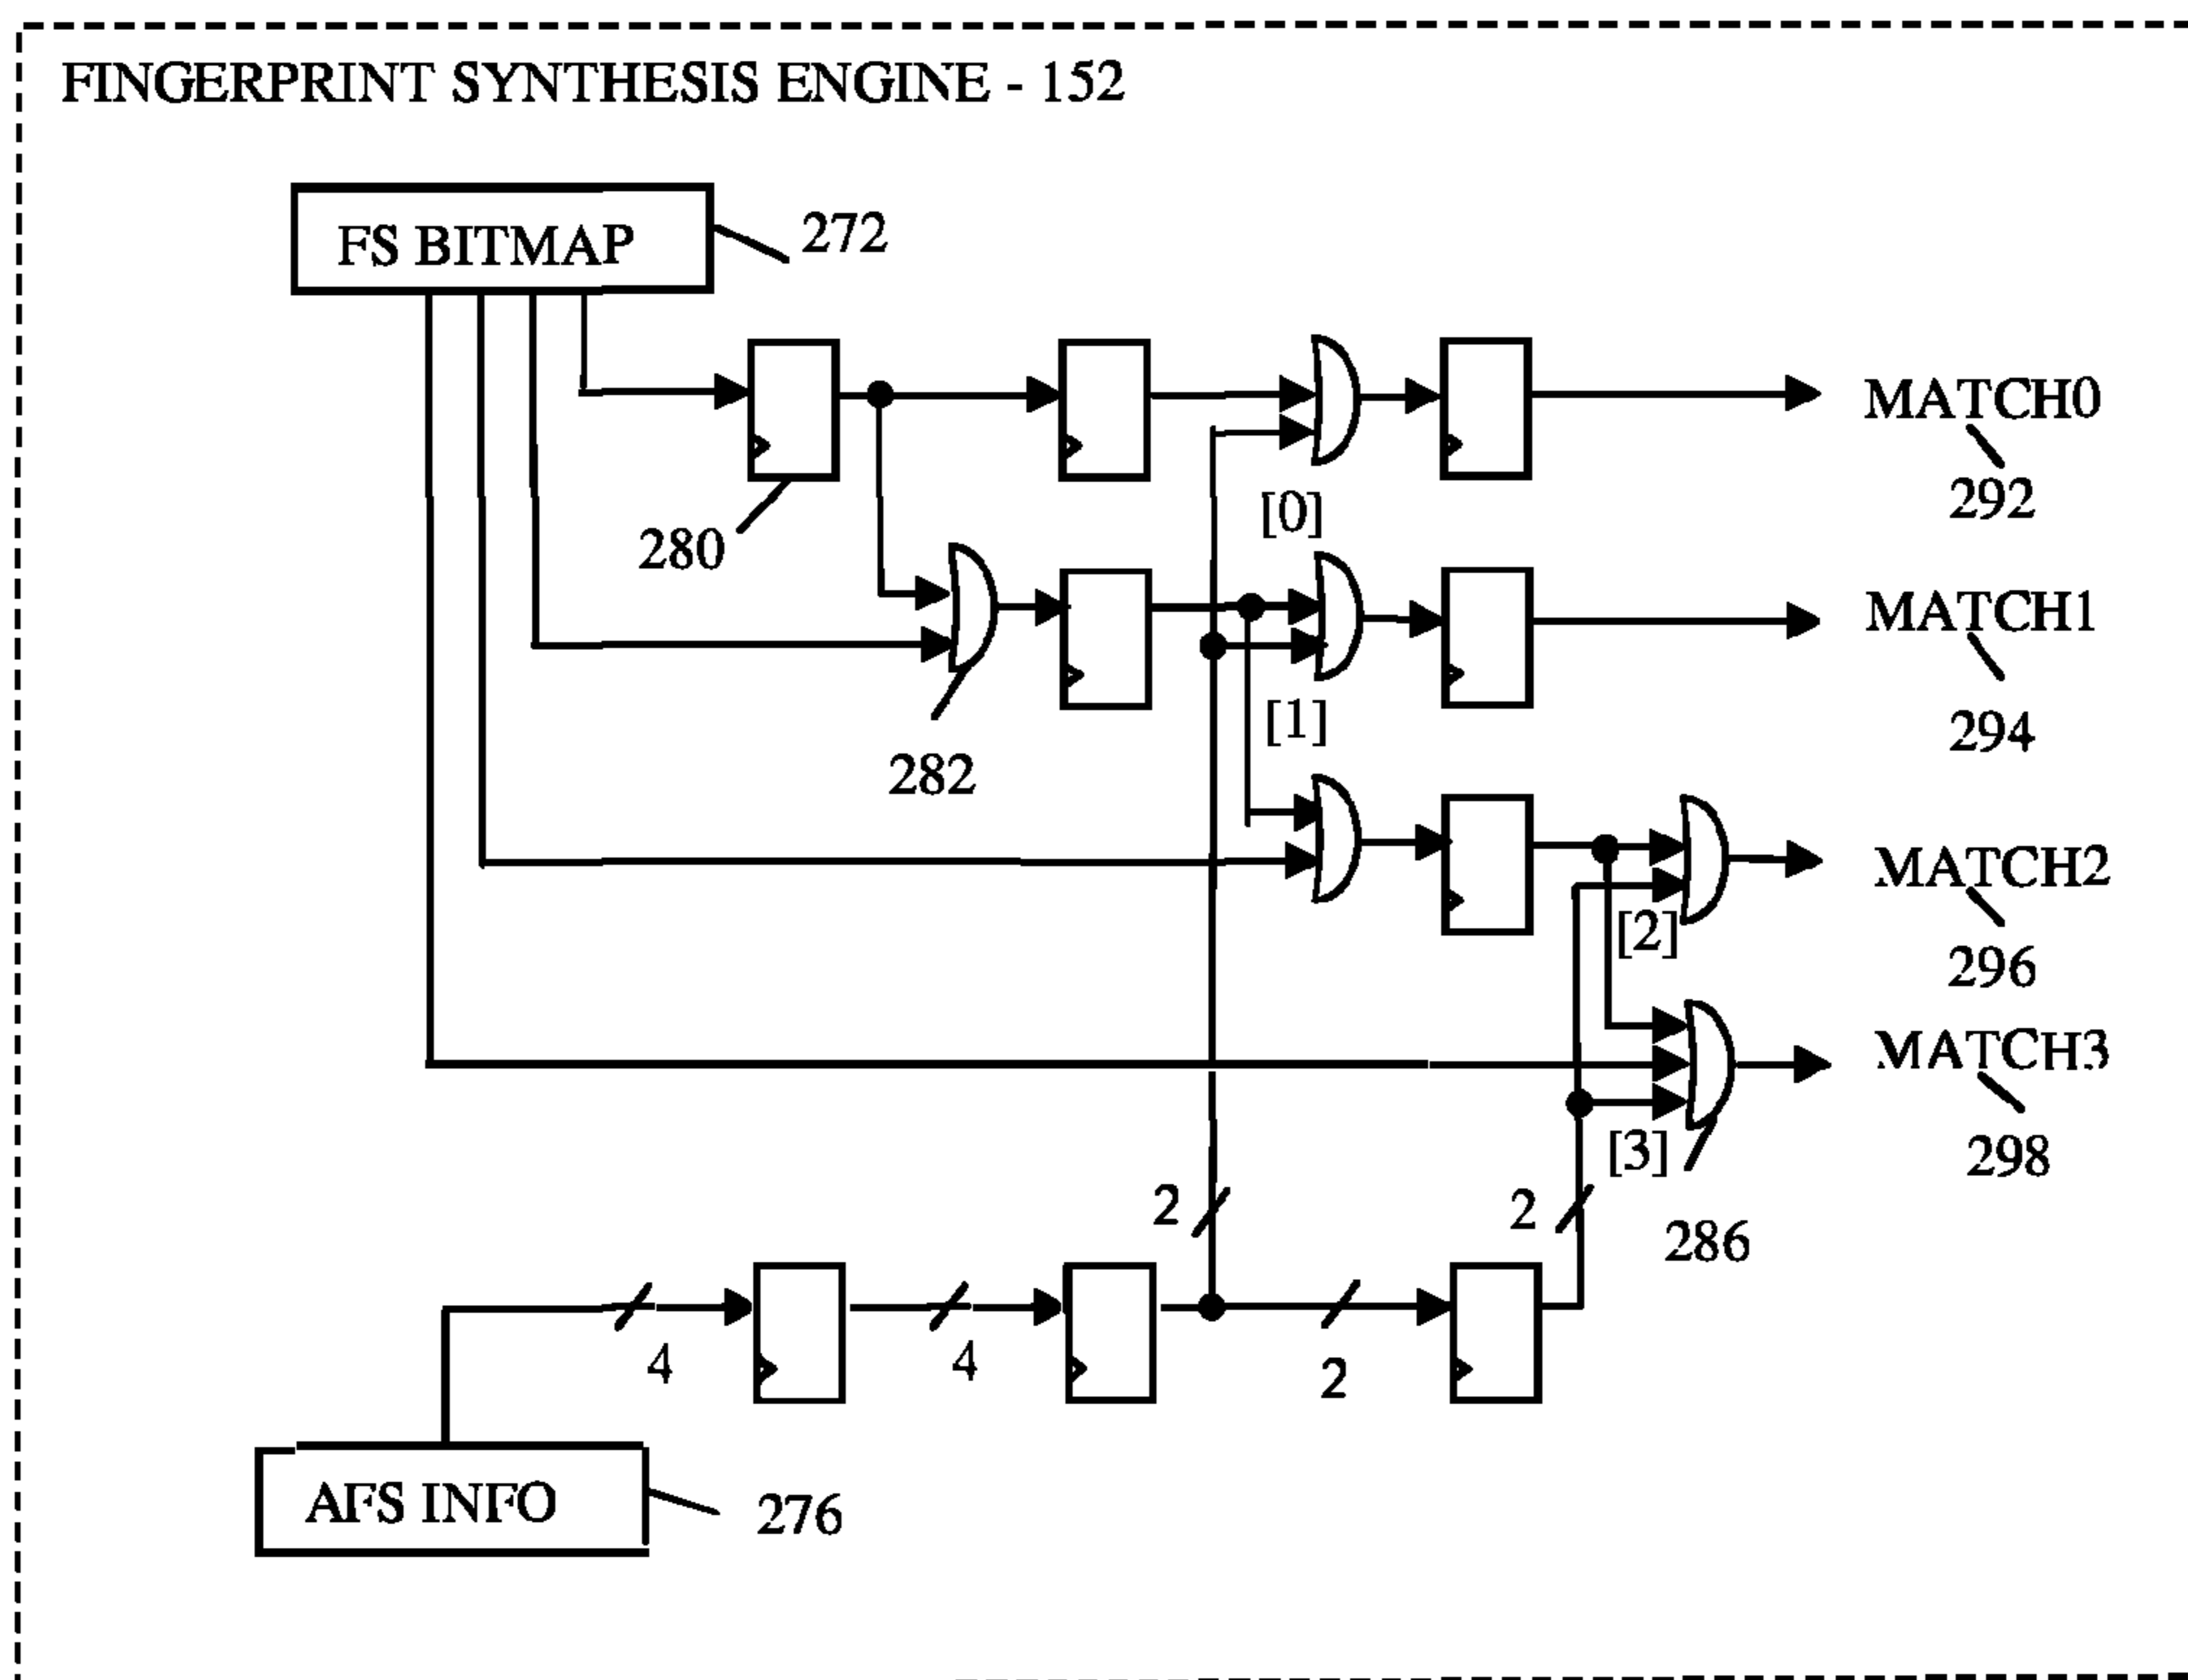 FINGERPRINT SYNTHESIS ENGINE - 152
FS BITMAP
272
MATCH0
292
[0]
280
MATCH1
294
[1]
282
MATCH2
[2]
296
MATCH3
[3]
298
2
2
286
4
4
2
AFS INFO
276